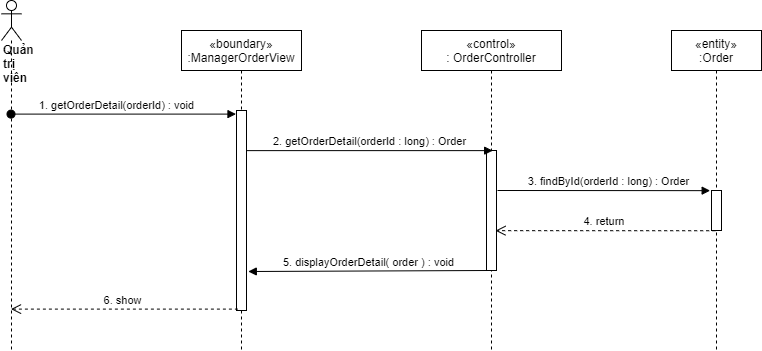 Quản
trị
viên
«boundary»
:ManagerOrderView
«control»
: OrderController
«entity»
:Order
1. getOrderDetail(orderId) : void
2. getOrderDetail(orderId : long) : Order
3. findById(orderId : long) : Order
4. return
5. displayOrderDetail( order ) : void
6. show